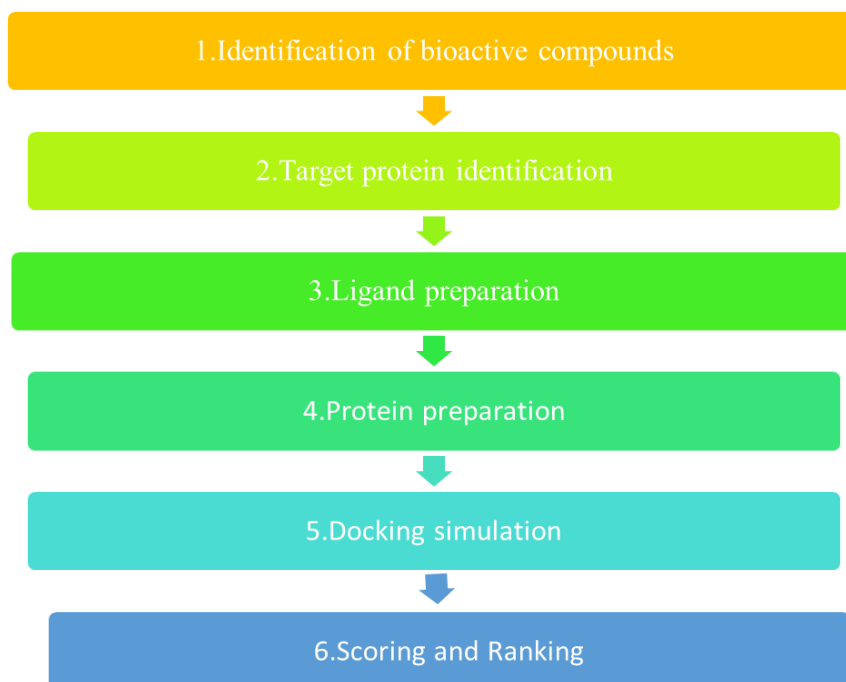 1.Identification of bioactive compounds
2.Target protein identification
3.Ligand preparation
4.Protein preparation
5.Docking simulation
6.Scoring and Ranking